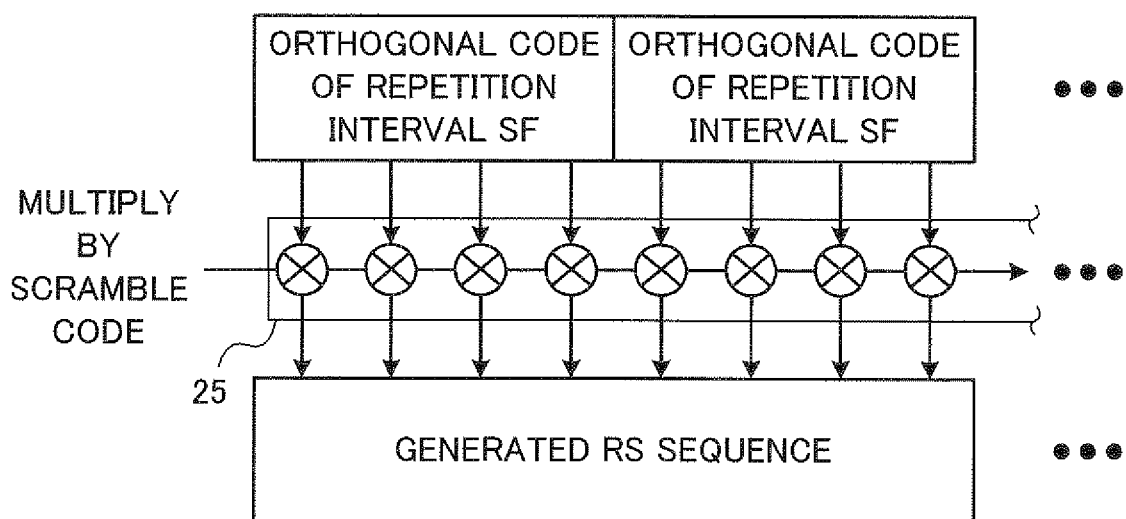 ORTHOGONAL CODE
OF REPETITION
INTERVAL SF
ORTHOGONAL CODE
OF REPETITION
INTERVAL SF
MULTIPLY
BY
SCRAMBLE
CODE
25
GENERATED RS SEQUENCE